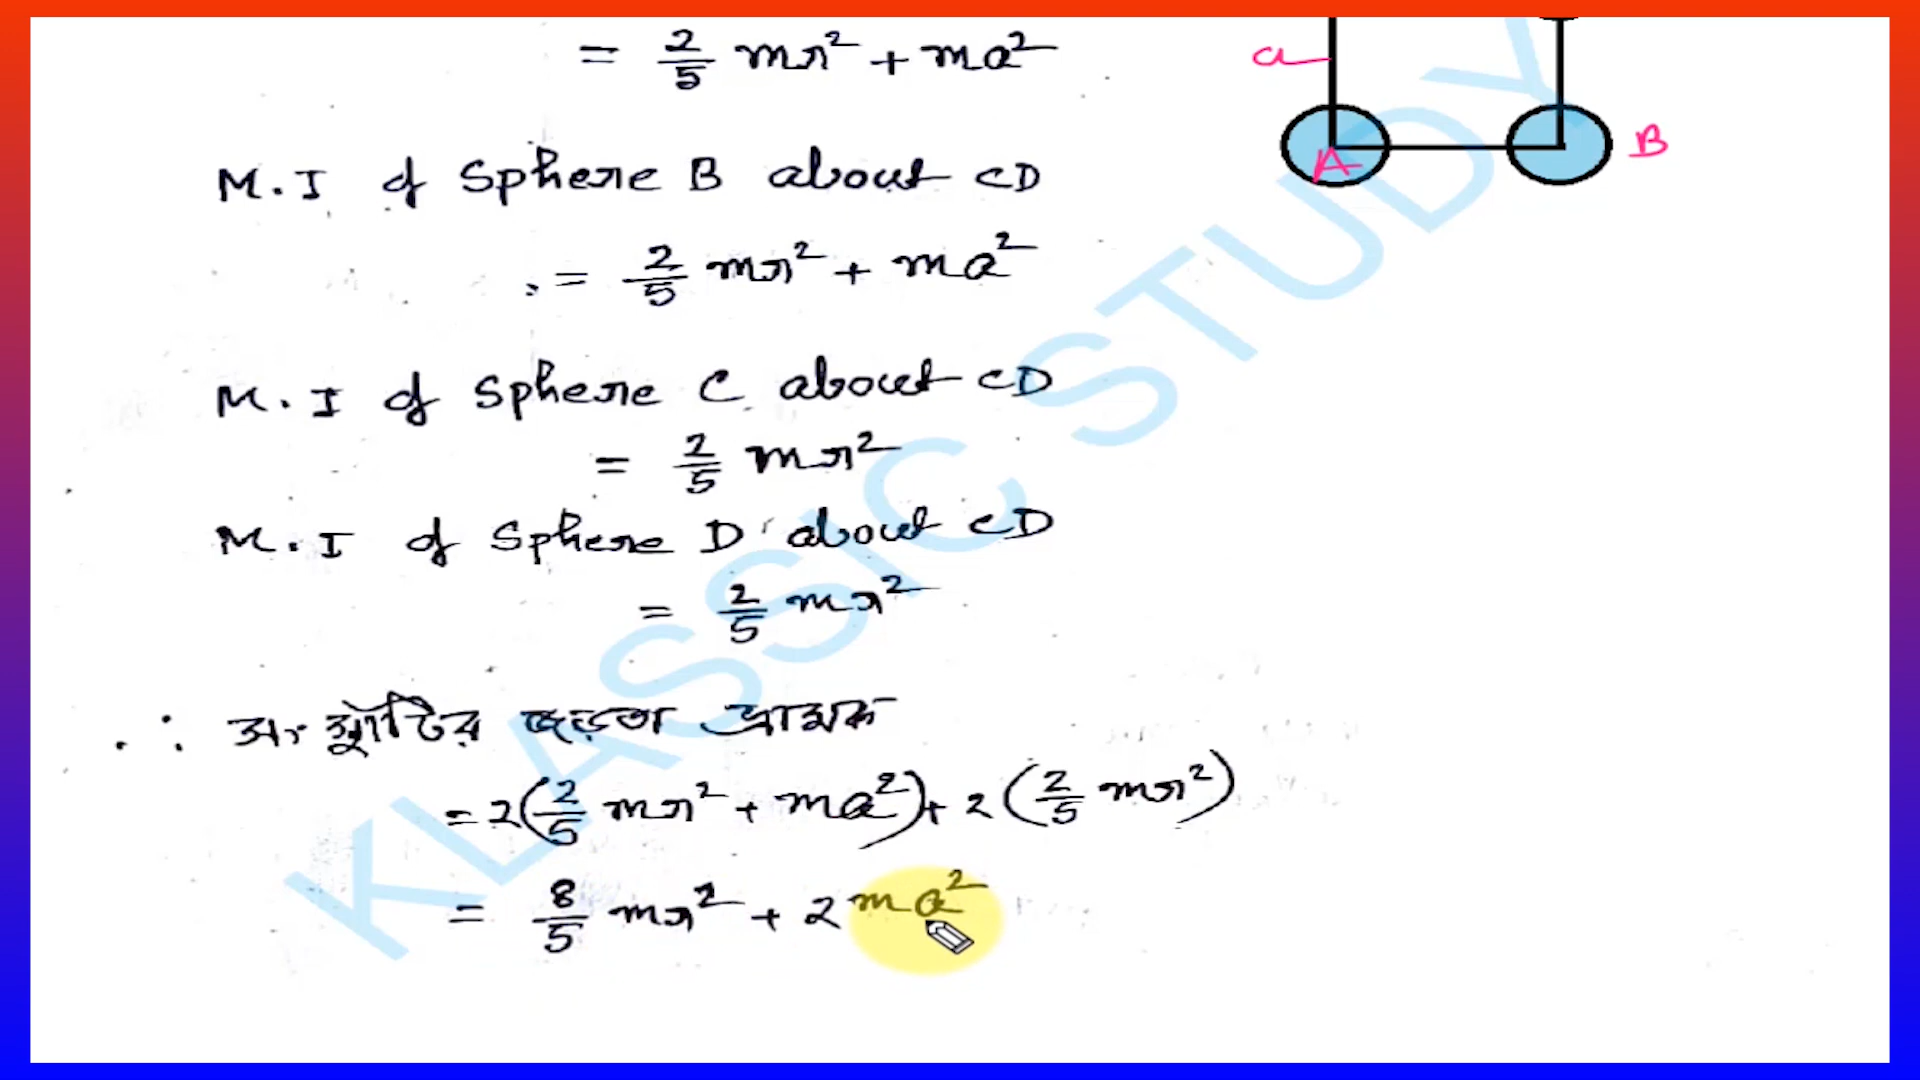 = 2/5 mr² + ma²
a
A
B
M.I of Sphere B about CD
= 2/5 mr² + ma²
M.I of Sphere C about CD
= 2/5 mr²
M.I of Sphere D about CD
= 2/5 mr²
∴ সংস্থাটির জড়তা ভ্রামক
= 2(2/5 mr² + ma²) + 2(2/5 mr²)
= 8/5 mr² + 2ma²
KLASSIC STUDY